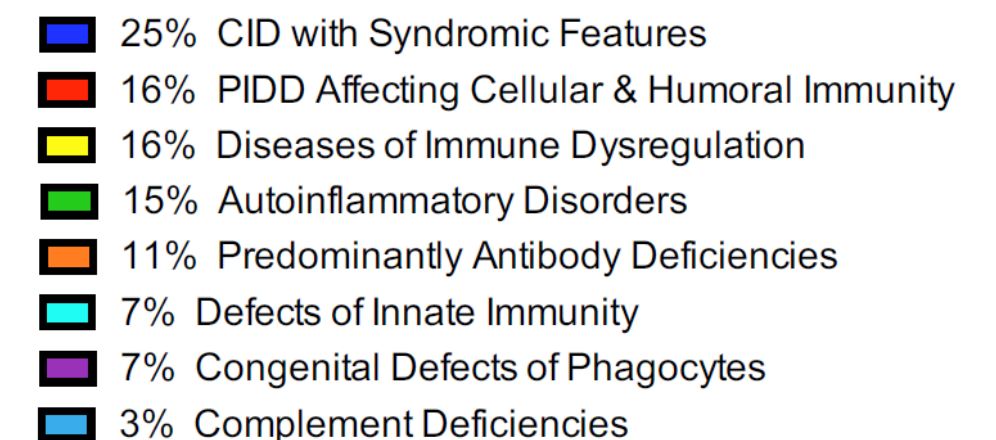 25% CID with Syndromic Features
16% PIDD Affecting Cellular & Humoral Immunity
16% Diseases of Immune Dysregulation
15% Autoinflammatory Disorders
11% Predominantly Antibody Deficiencies
7% Defects of Innate Immunity
7% Congenital Defects of Phagocytes
3% Complement Deficiencies